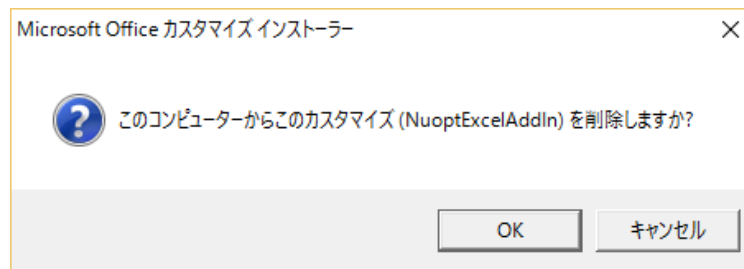 Microsoft Office カスタマイズ インストーラー
このコンピューターからこのカスタマイズ (NuoptExcelAddIn) を削除しますか?
OK
キャンセル